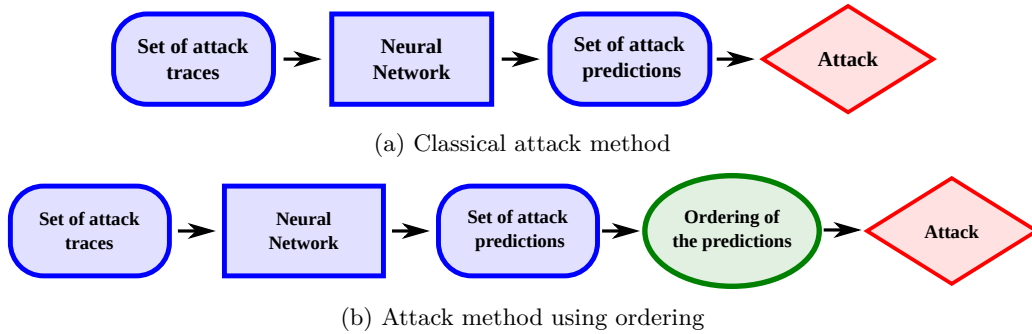 Set of attack
traces
Neural
Network
Set of attack
predictions
Attack
(a) Classical attack method
Set of attack
traces
Neural
Network
Set of attack
predictions
Ordering of
the predictions
Attack
(b) Attack method using ordering